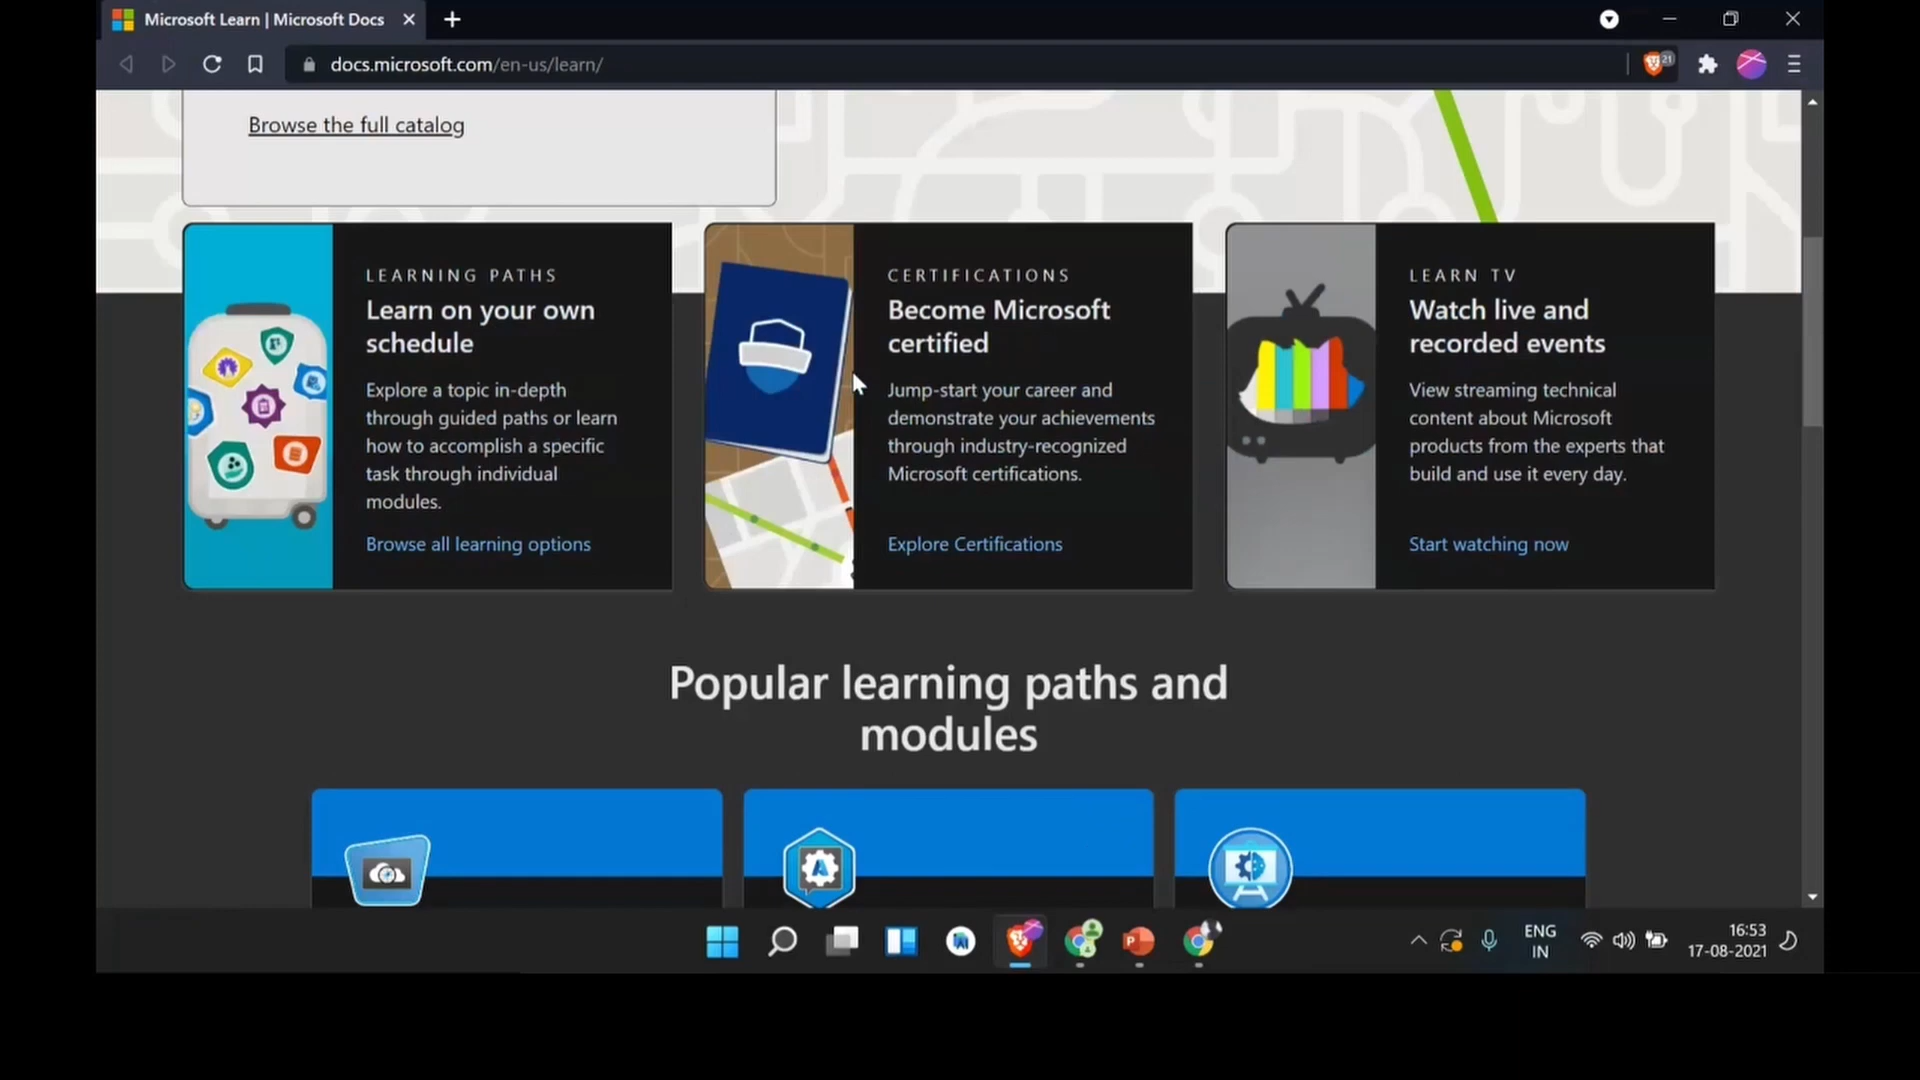 Microsoft Learn | Microsoft Docs
docs.microsoft.com/en-us/learn/
21
Browse the full catalog
LEARNING PATHS
Learn on your own
schedule
Explore a topic in-depth
through guided paths or learn
how to accomplish a specific
task through individual
modules.
Browse all learning options
CERTIFICATIONS
Become Microsoft
certified
Jump-start your career and
demonstrate your achievements
through industry-recognized
Microsoft certifications.
Explore Certifications
LEARN TV
Watch live and
recorded events
View streaming technical
content about Microsoft
products from the experts that
build and use it every day.
Start watching now
Popular learning paths and
modules
ENG
IN
16:53
17-08-2021